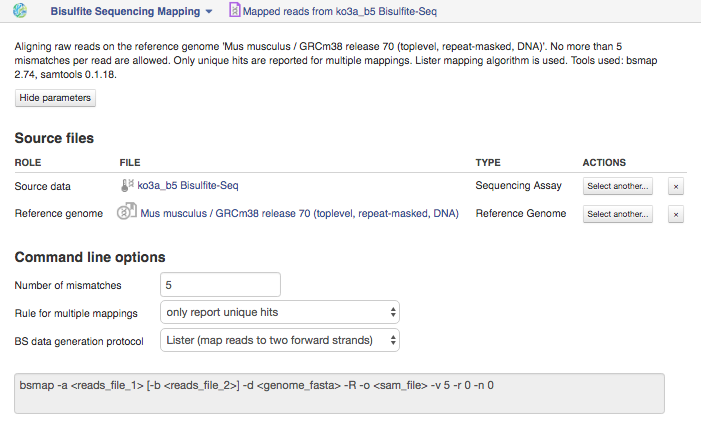 Bisulfite Sequencing Mapping Mapped reads from ko3a_b5 Bisulfite-Seq
Aligning raw reads on the reference genome 'Mus musculus / GRCm38 release 70 (toplevel, repeat-masked, DNA)'. No more than 5
mismatches per read are allowed. Only unique hits are reported for multiple mappings. Lister mapping algorithm is used. Tools used: bsmap
2.74, samtools 0.1.18.
Hide parameters
Source files
ROLE FILE TYPE ACTIONS
Source data ko3a_b5 Bisulfite-Seq Sequencing Assay Select another... ×
Reference genome Mus musculus / GRCm38 release 70 (toplevel, repeat-masked, DNA) Reference Genome Select another... ×
Command line options
Number of mismatches 5
Rule for multiple mappings only report unique hits
BS data generation protocol Lister (map reads to two forward strands)
bsmap -a <reads_file_1> [-b <reads_file_2>] -d <genome_fasta> -R -o <sam_file> -v 5 -r 0 -n 0